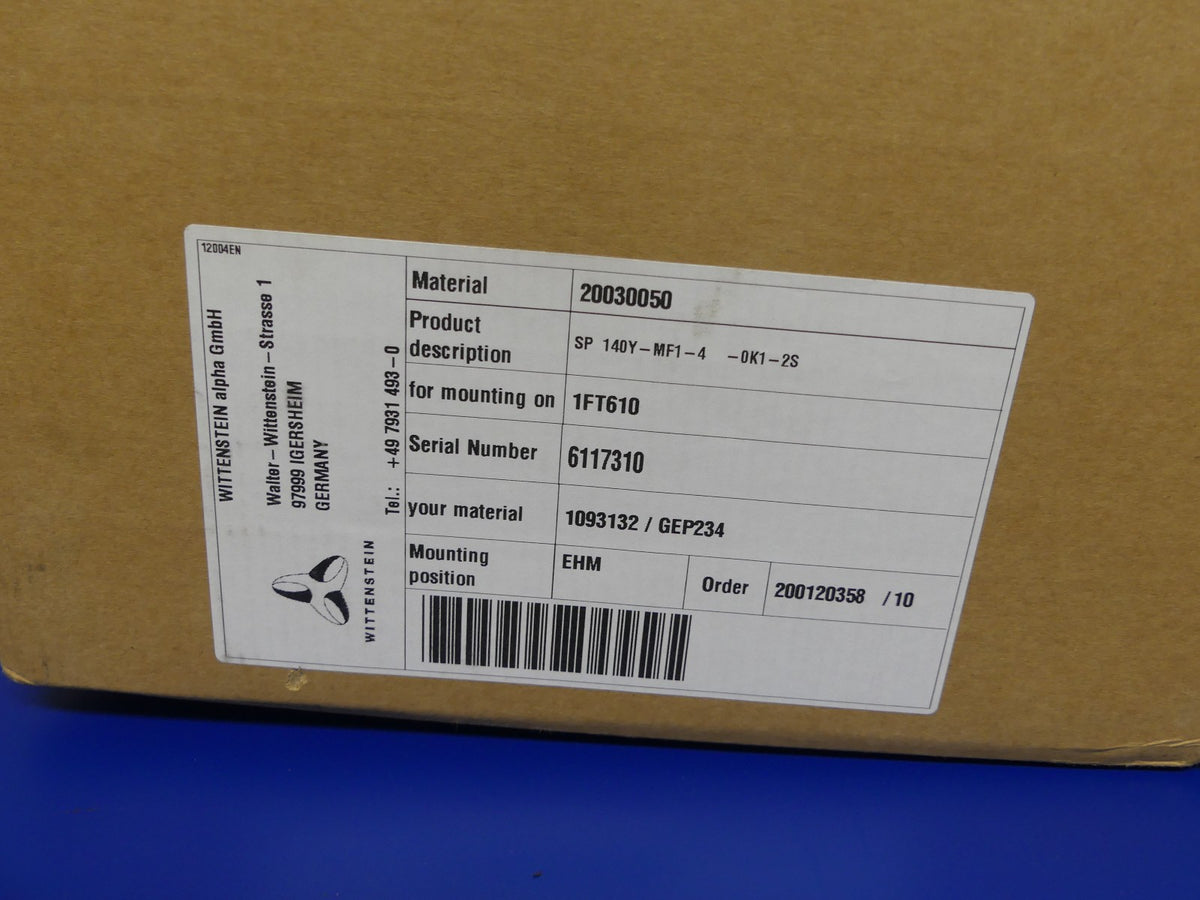 12004EN
WITTENSTEIN alpha GmbH
Walter-Wittenstein-Strasse 1
97999 IGERSHEIM
GERMANY
Tel.: +49 7931 493-0
WITTENSTEIN
Material 20030050
Product description SP 140Y-MF1-4 -0K1-2S
for mounting on 1FT610
Serial Number 6117310
your material 1093132 / GEP234
Mounting position EHM Order 200120358 /10